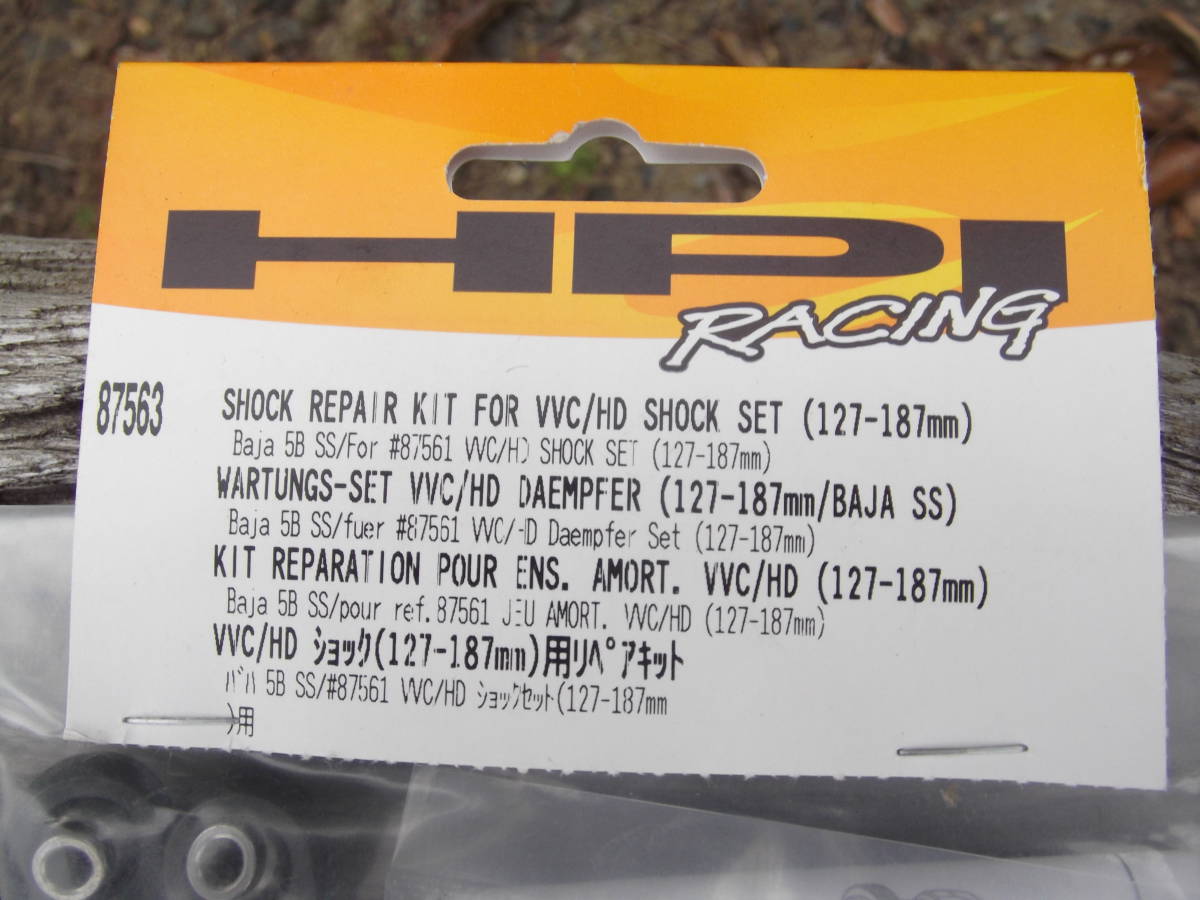 HPI
RACING
87563
SHOCK REPAIR KIT FOR VVC/HD SHOCK SET (127-187mm)
Baja 5B SS/For #87561 VVC/HD SHOCK SET (127-187mm)
WARTUNGS-SET VVC/HD DAEMPFER (127-187mm/BAJA SS)
Baja 5B SS/fuer #87561 VVC/HD Daempfer Set (127-187mm)
KIT REPARATION POUR ENS. AMORT. VVC/HD (127-187mm)
Baja 5B SS/pour ref.87561 JEU AMORT. VVC/HD (127-187mm)
VVC/HD ショック(127-187mm)用リペアキット
バハ 5B SS/#87561 VVC/HD ショックセット(127-187mm
)用